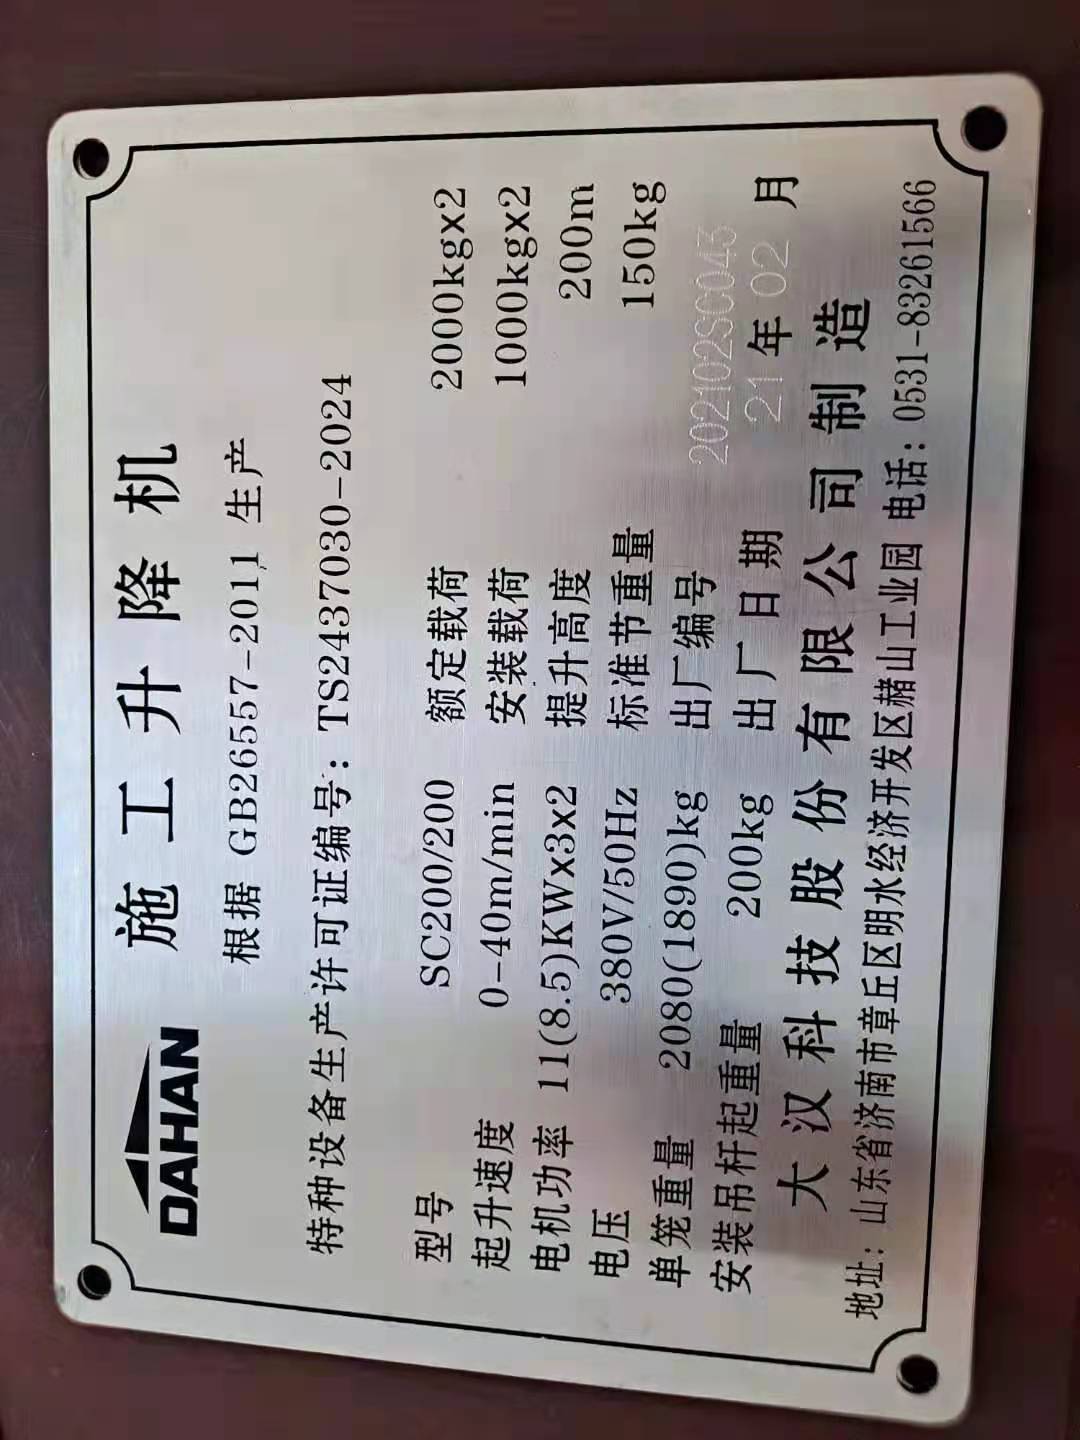 DAHAN
施工升降机
根据 GB26557-2011 生产
特种设备生产许可证编号：TS2437030-2024
型号 SC200/200 额定载荷 2000kgx2
起升速度 0-40m/min 安装载荷 1000kgx2
电机功率 11(8.5)KWx3x2 提升高度 200m
电压 380V/50Hz 标准节重量 150kg
单笼重量 2080(1890)kg 出厂编号 202102SC043
安装吊杆起重量 200kg 出厂日期 21年02月
大汉科技股份有限公司制造
地址：山东省济南市章丘区明水经济开发区赭山工业园 电话：0531-83261566